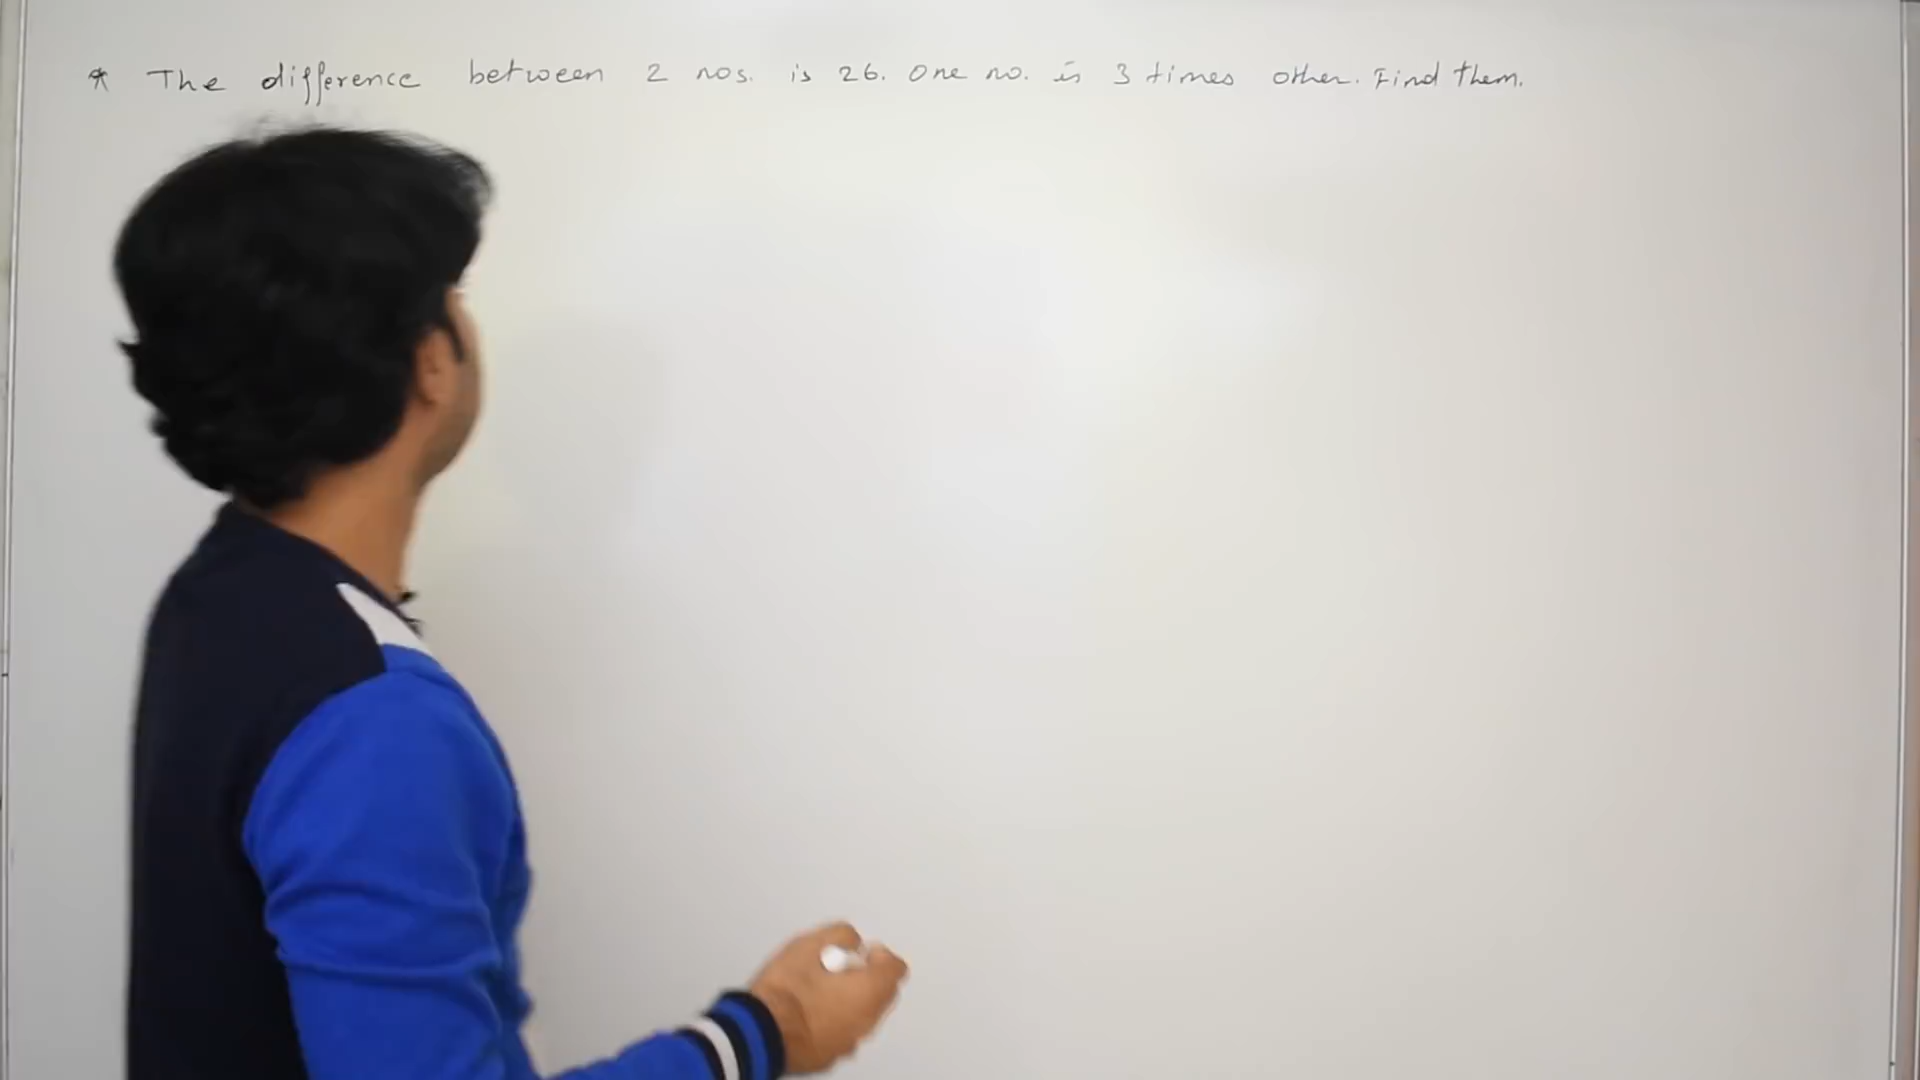 * The difference between 2 nos. is 26. One no. is 3 times other. Find them.